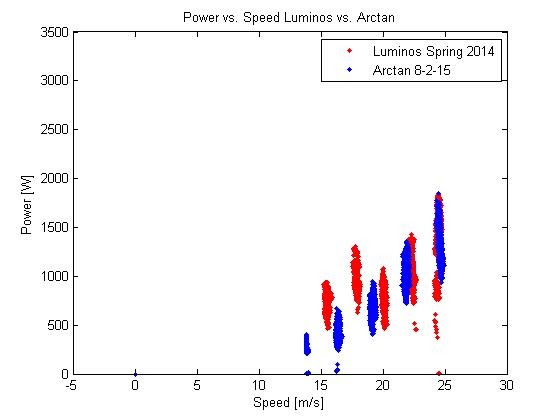 Power vs. Speed Luminos vs. Arctan
3500
3000
2500
2000
1500
1000
500
0
Power [W]
Luminos Spring 2014
Arctan 8-2-15
-5 0 5 10 15 20 25 30
Speed [m/s]